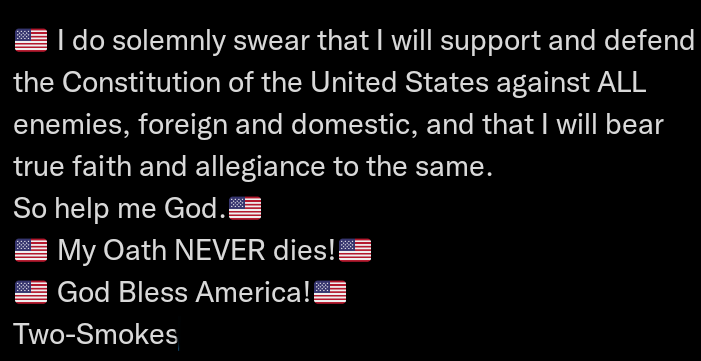 🇺🇸 I do solemnly swear that I will support and defend
the Constitution of the United States against ALL
enemies, foreign and domestic, and that I will bear
true faith and allegiance to the same.
So help me God.🇺🇸
🇺🇸 My Oath NEVER dies!🇺🇸
🇺🇸 God Bless America!🇺🇸
Two-Smokes